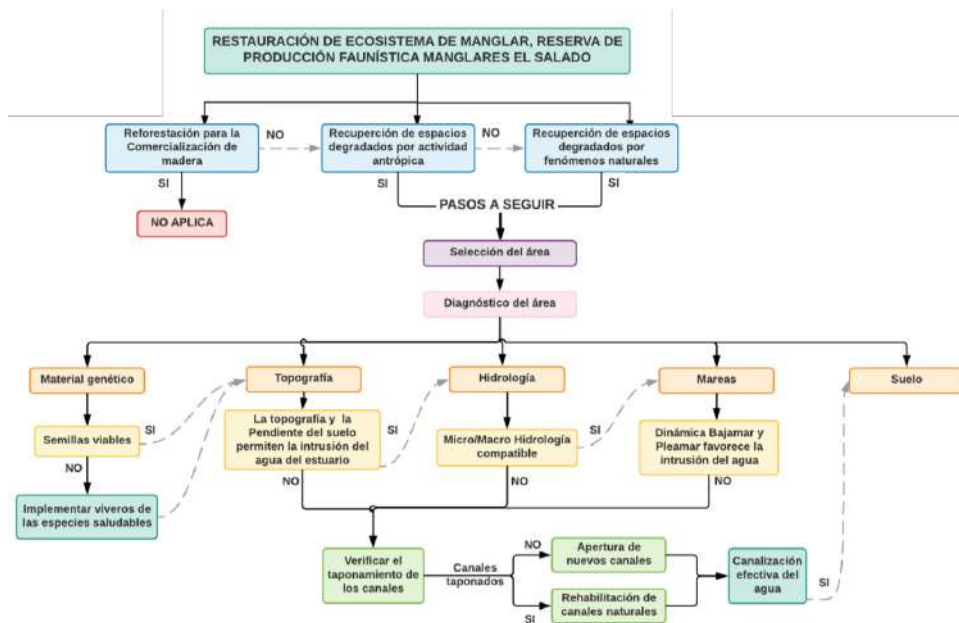 RESTAURACIÓN DE ECOSISTEMA DE MANGLAR, RESERVA DE
PRODUCCIÓN FAUNÍSTICA MANGLARES EL SALADO
Reforestación para la
Comercialización de
madera
NO
Recuperción de espacios
degradados por actividad
antrópica
NO
Recuperción de espacios
degradados por
fenómenos naturales
SI
SI
SI
NO APLICA
PASOS A SEGUIR
Selección del área
Diagnóstico del área
Material genético
Topografía
Hidrología
Mareas
Suelo
Semillas viables
SI
La topografía y la
Pendiente del suelo
permiten la intrusión del
agua del estuario
SI
Micro/Macro Hidrología
compatible
SI
Dinámica Bajamar y
Pleamar favorece la
intrusión del agua
NO
NO
NO
NO
Implementar viveros de
las especies saludables
Verificar el
taponamiento de
los canales
Canales
taponados
NO
Apertura de
nuevos canales
SI
Rehabilitación de
canales naturales
Canalización
efectiva del
agua
SI